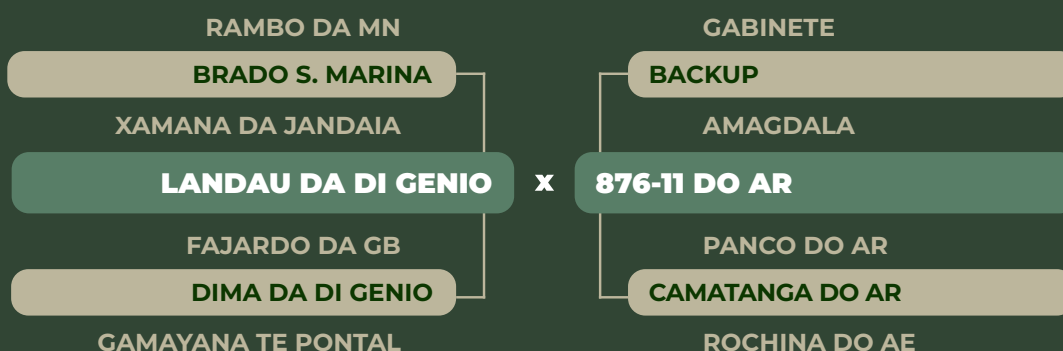 RAMBO DA MN
GABINETE
BRADO S. MARINA
BACKUP
XAMANA DA JANDAIA
AMAGDALA
LANDAU DA DI GENIO x 876-11 DO AR
FAJARDO DA GB
PANCO DO AR
DIMA DA DI GENIO
CAMATANGA DO AR
GAMAYANA TE PONTAL
ROCHINA DO AE